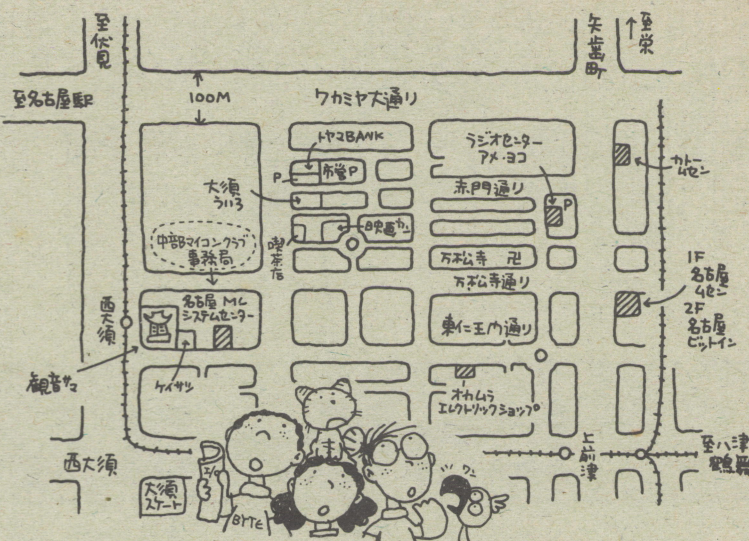 至伏見
矢場町
↑至栄
至名古屋駅
100M
ワカミヤ大通り
トヤマBANK
P
市営P
大須
ういろ
喫茶店
映画カン
ラジオセンター
アメ・ヨコ
赤門通り
P
カトー
ムセン
中部マイコンクラブ
事務局
万松寺 卍
万松寺通り
1F
名古屋
ムセン
2F
名古屋
ビットイン
西大須
名古屋 MC
システムセンター
東仁王門通り
観音サマ
ケイサツ
オカムラ
エレクトリックショップ
西大須
大須
スケート
上前津
至八津
鶴舞
I/O
BYTE